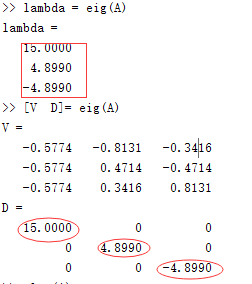 >> lambda = eig(A)
lambda =
15.0000
4.8990
-4.8990
>> [V D]= eig(A)
V =
-0.5774 -0.8131 -0.3416
-0.5774 0.4714 -0.4714
-0.5774 0.3416 0.8131
D =
15.0000 0 0
0 4.8990 0
0 0 -4.8990